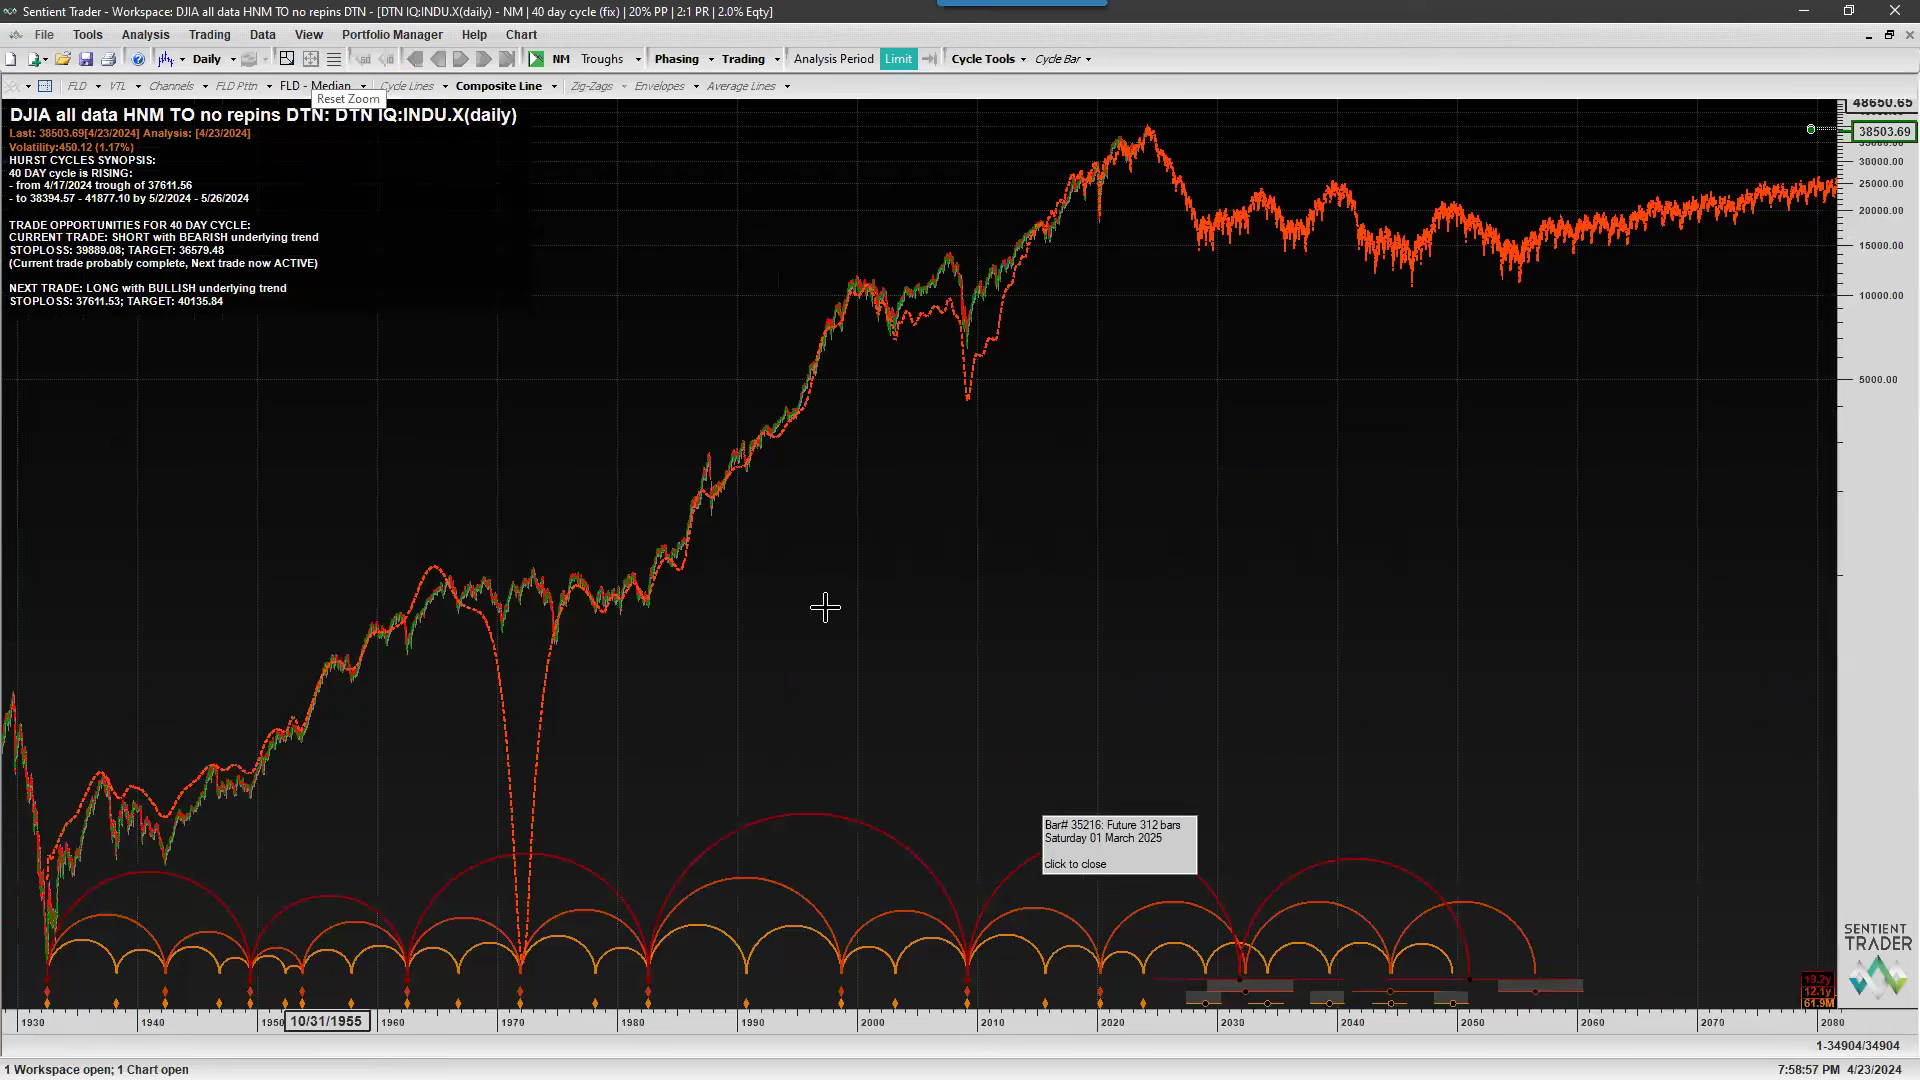 Sentient Trader - Workspace: DJIA all data HNM TO no repins DTN - [DTN IQ:INDU.X(daily) - NM | 40 day cycle (fix) | 20% PP | 2:1 PR | 2.0% Eqty]
File Tools Analysis Trading Data View Portfolio Manager Help Chart
Daily NM Troughs Phasing Trading Analysis Period Limit Cycle Tools Cycle Bar
FLD VTL Channels FLD Pttn FLD - Median Cycle Lines Composite Line Zig-Zags Envelopes Average Lines
Reset Zoom
DJIA all data HNM TO no repins DTN: DTN IQ:INDU.X(daily)
Last: 38503.69[4/23/2024] Analysis: [4/23/2024]
Volatility:450.12 (1.17%)
HURST CYCLES SYNOPSIS:
40 DAY cycle is RISING:
- from 4/17/2024 trough of 37611.56
- to 38394.57 - 41877.10 by 5/2/2024 - 5/26/2024
TRADE OPPORTUNITIES FOR 40 DAY CYCLE:
CURRENT TRADE: SHORT with BEARISH underlying trend
STOPLOSS: 39889.08; TARGET: 36579.48
(Current trade probably complete, Next trade now ACTIVE)
NEXT TRADE: LONG with BULLISH underlying trend
STOPLOSS: 37611.53; TARGET: 40135.84
48650.65
38503.69
30000.00
25000.00
20000.00
15000.00
10000.00
5000.00
Bar# 35216: Future 312 bars
Saturday 01 March 2025
click to close
SENTIENT
TRADER
19.2y
12.1y
61.9M
1930 1940 1950 10/31/1955 1960 1970 1980 1990 2000 2010 2020 2030 2040 2050 2060 2070 2080
1-34904/34904
1 Workspace open; 1 Chart open
7:58:57 PM 4/23/2024